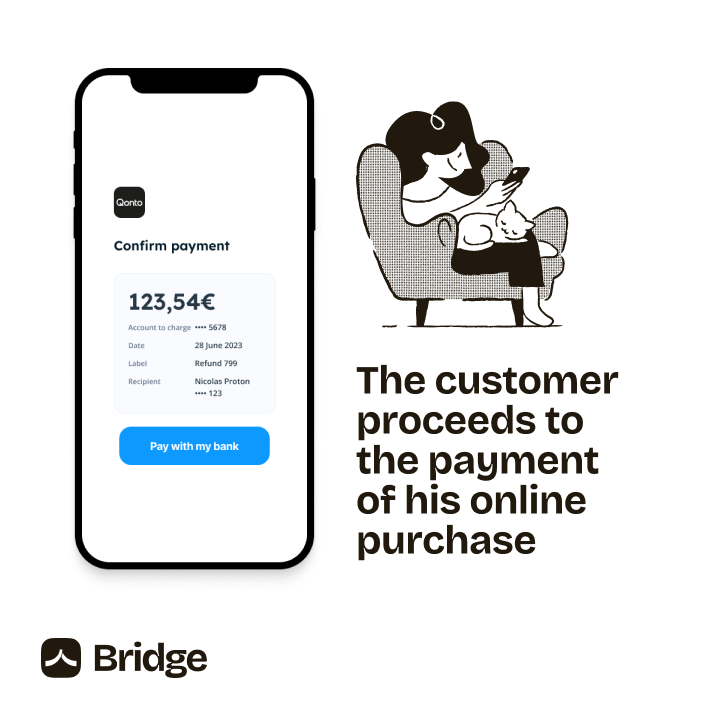 Qonto
Confirm payment
123,54€
Account to charge •••• 5678
Date 28 June 2023
Label Refund 799
Recipient Nicolas Proton
•••• 123
Pay with my bank
The customer
proceeds to
the payment
of his online
purchase
Bridge